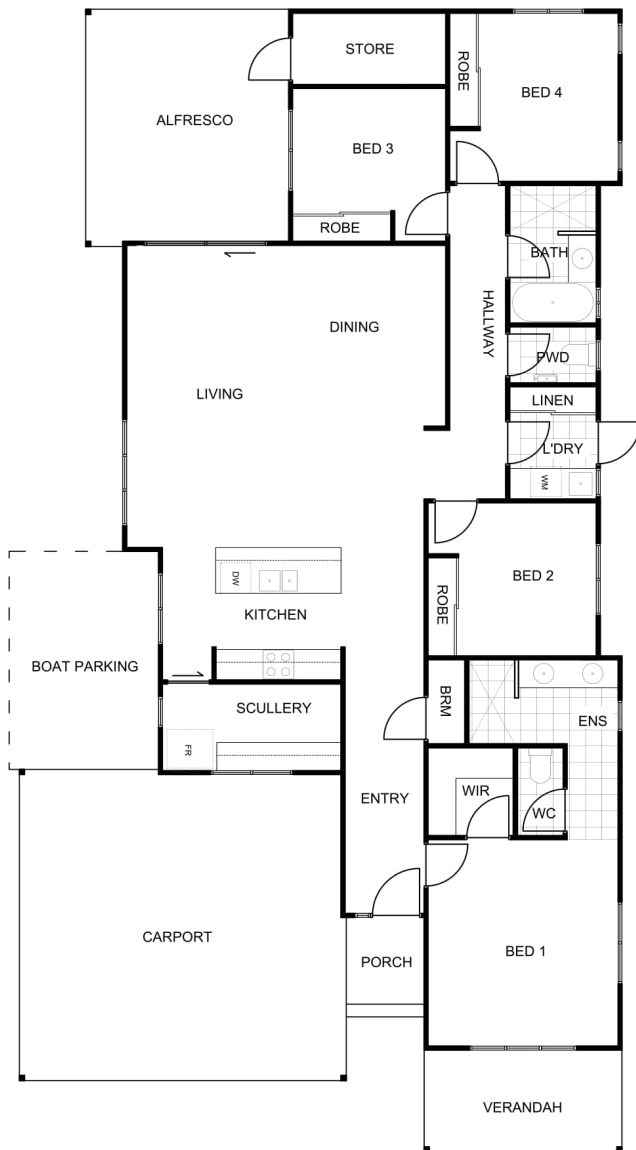 STORE
ROBE
BED 4
ALFRESCO
BED 3
ROBE
BATH
HALLWAY
DINING
PWD
LIVING
LINEN
L'DRY
WM
DW
BED 2
ROBE
KITCHEN
BOAT PARKING
SCULLERY
BRM
ENS
FR
WIR
ENTRY
WC
CARPORT
BED 1
PORCH
VERANDAH